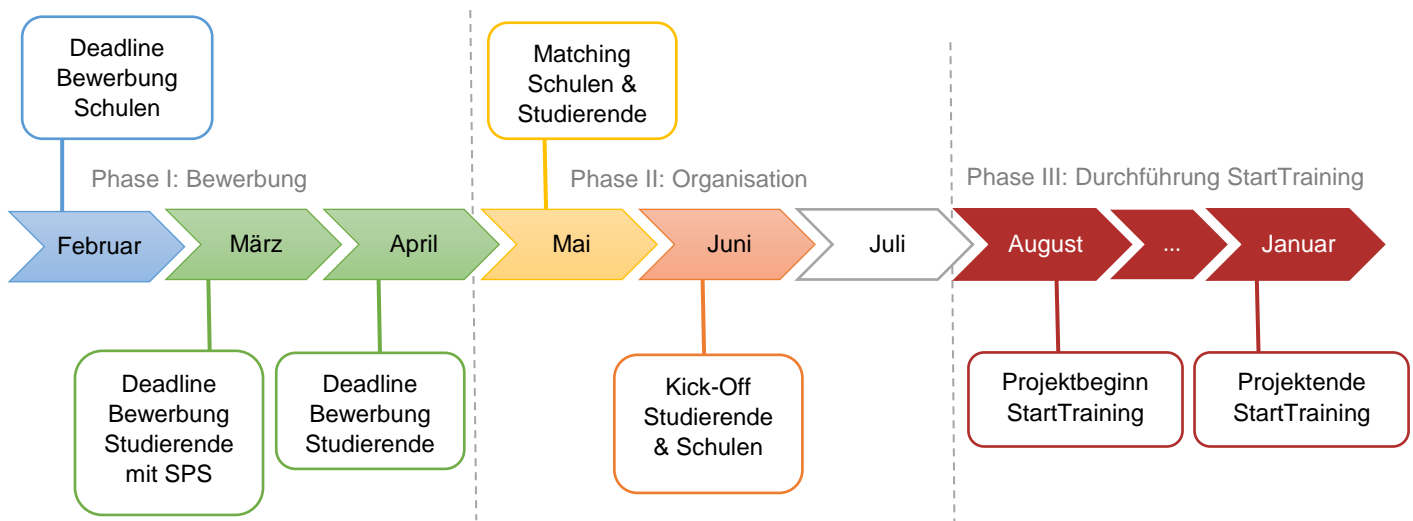 Deadline
Bewerbung
Schulen
Matching
Schulen &
Studierende
Phase I: Bewerbung
Phase II: Organisation
Phase III: Durchführung StartTraining
Februar
März
April
Mai
Juni
Juli
August
...
Januar
Deadline
Bewerbung
Studierende
mit SPS
Deadline
Bewerbung
Studierende
Kick-Off
Studierende
& Schulen
Projektbeginn
StartTraining
Projektende
StartTraining